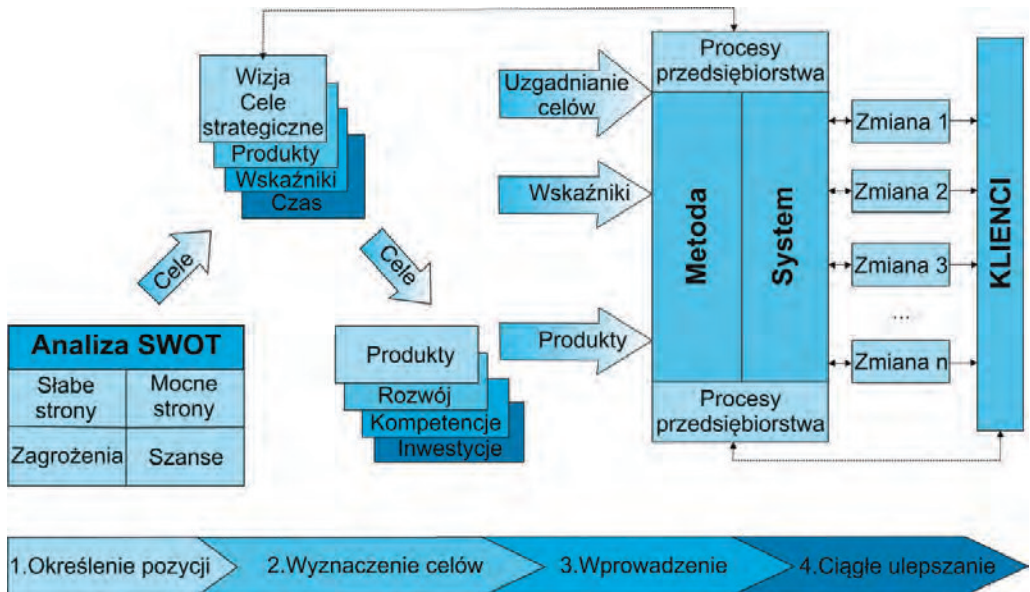 Wizja
Cele
strategiczne
Produkty
Wskaźniki
Czas
Cele
Cele
Analiza SWOT
Słabe
strony
Mocne
strony
Zagrożenia
Szanse
Produkty
Rozwój
Kompetencje
Inwestycje
Uzgadnianie
celów
Wskaźniki
Produkty
Procesy
przedsiębiorstwa
Metoda
System
Procesy
przedsiębiorstwa
Zmiana 1
Zmiana 2
Zmiana 3
...
Zmiana n
KLIENCI
1.Określenie pozycji
2.Wyznaczenie celów
3.Wprowadzenie
4.Ciągłe ulepszanie